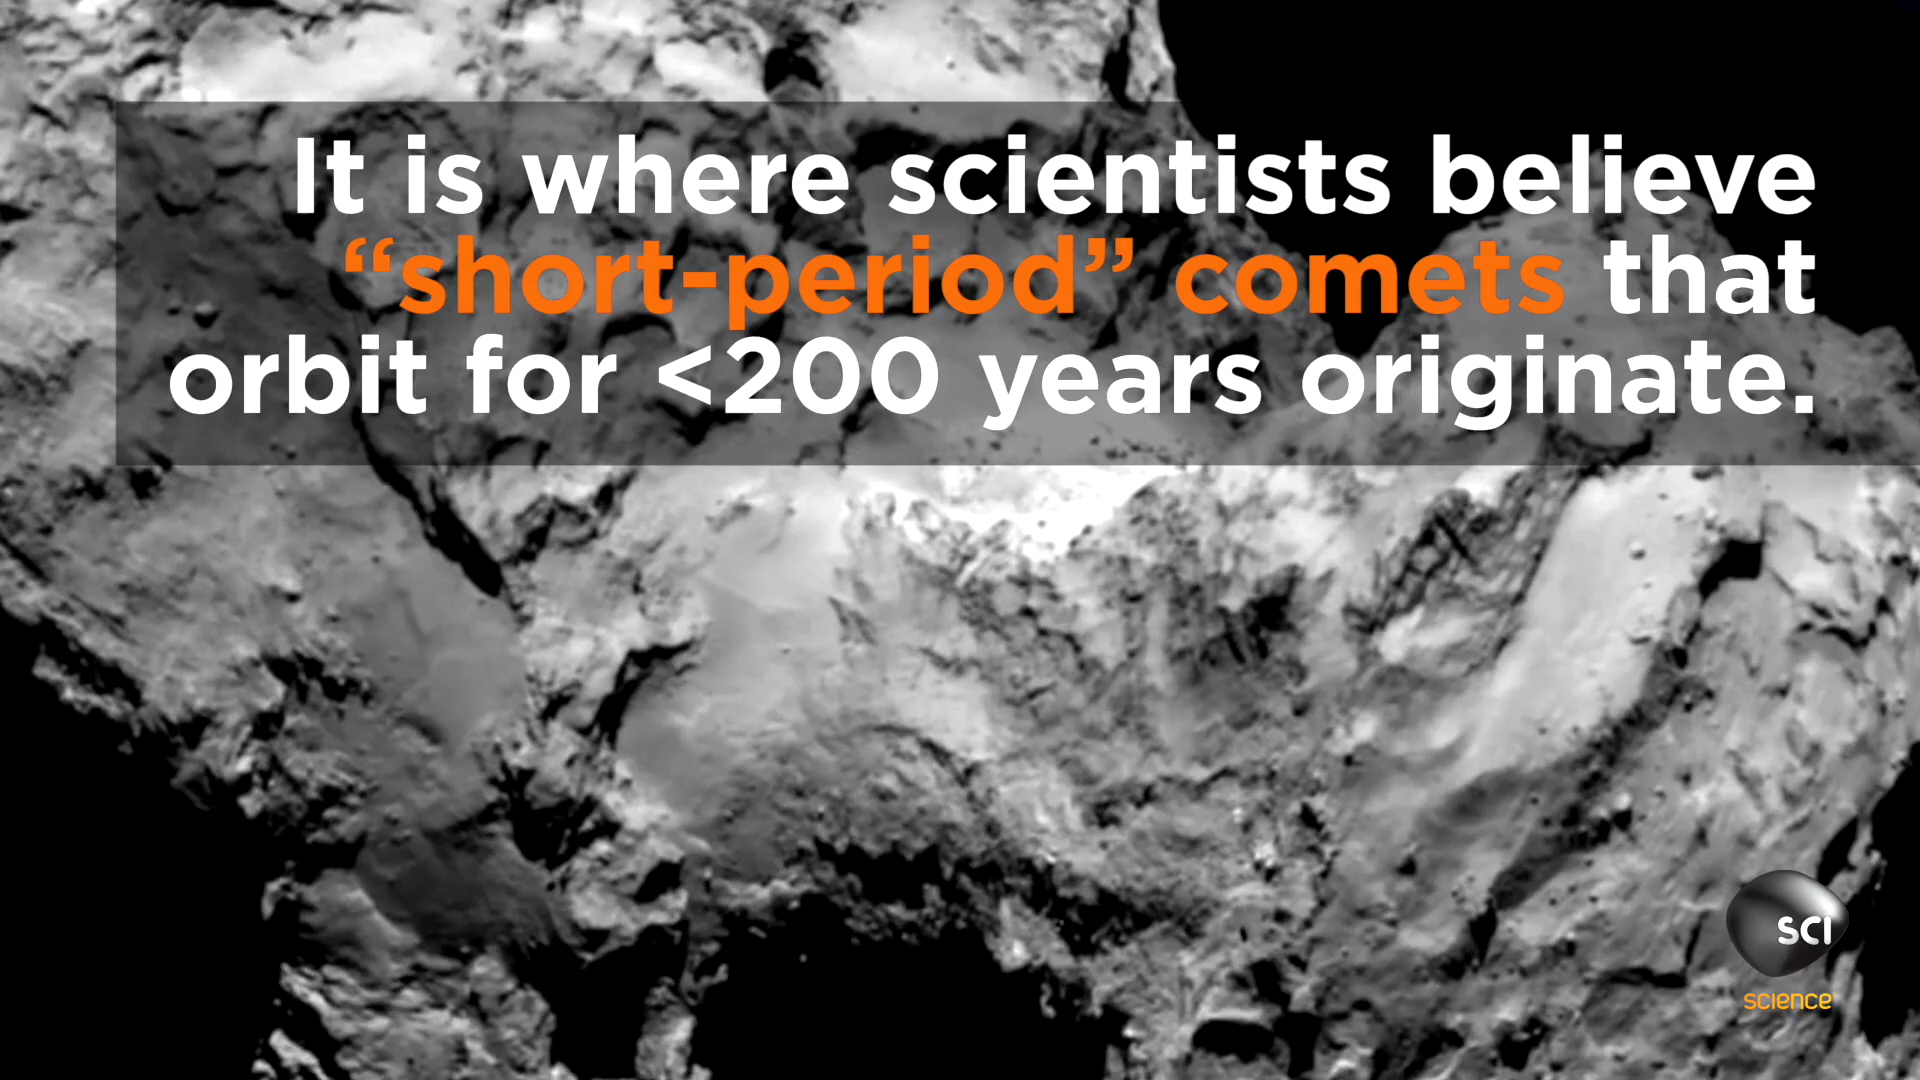 It is where scientists believe
“short-period” comets that
orbit for <200 years originate.
SCI
science